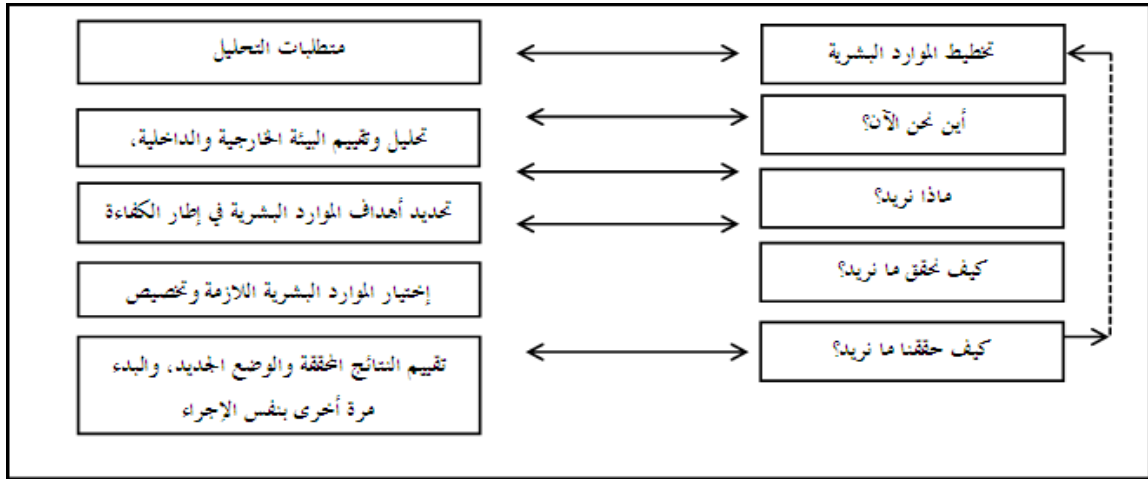 تخطيط الموارد البشرية
متطلبات التحليل
أين نحن الآن؟
تحليل وتقييم البيئة الخارجية والداخلية،
ماذا نريد؟
تحديد أهداف الموارد البشرية في إطار الكفاءة
كيف نحقق ما نريد؟
إختيار الموارد البشرية اللازمة وتخصيص
كيف حققنا ما نريد؟
تقييم النتائج المحققة والوضع الجديد، والبدء
مرة أخرى بنفس الإجراء